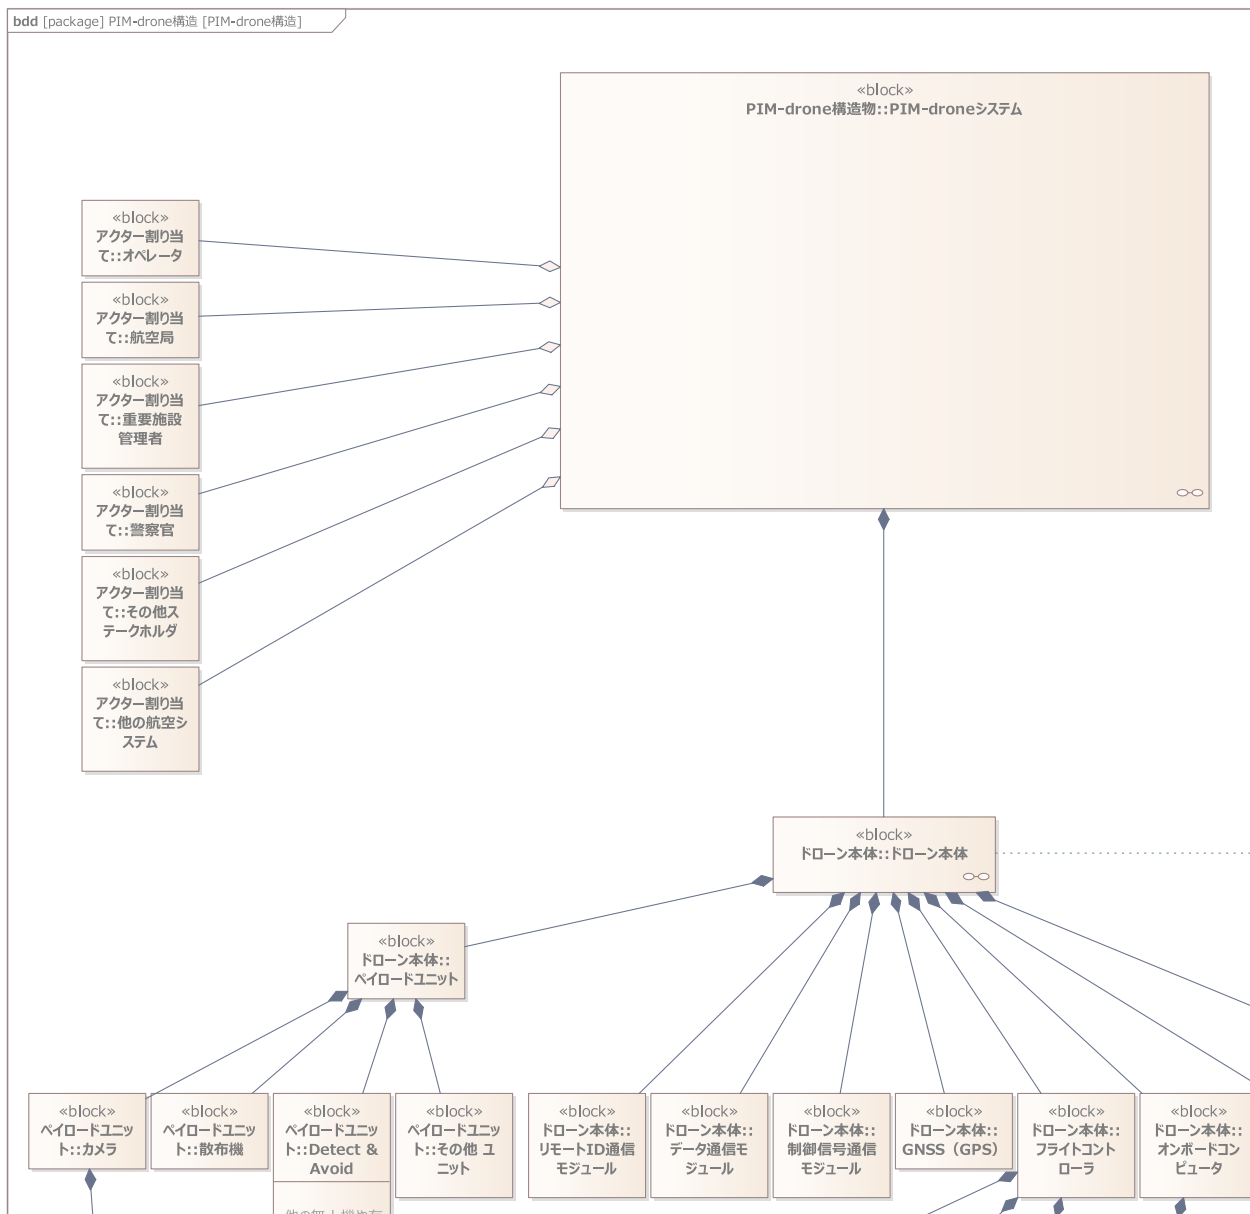 bdd [package] PIM-drone構造 [PIM-drone構造]
«block»
PIM-drone構造物::PIM-droneシステム
«block»
アクター割り当
て::オペレータ
«block»
アクター割り当
て::航空局
«block»
アクター割り当
て::重要施設
管理者
«block»
アクター割り当
て::警察官
«block»
アクター割り当
て::その他ス
テークホルダ
«block»
アクター割り当
て::他の航空シ
ステム
«block»
ドローン本体::ドローン本体
«block»
ドローン本体::
ペイロードユニット
«block»
ペイロードユニッ
ト::カメラ
«block»
ペイロードユニッ
ト::散布機
«block»
ペイロードユニッ
ト::Detect &
Avoid
他の無人機や有
«block»
ペイロードユニッ
ト::その他 ユ
ニット
«block»
ドローン本体::
リモートID通信
モジュール
«block»
ドローン本体::
データ通信モ
ジュール
«block»
ドローン本体::
制御信号通信
モジュール
«block»
ドローン本体::
GNSS（GPS）
«block»
ドローン本体::
フライトコント
ローラ
«block»
ドローン本体::
オンボードコン
ピュータ